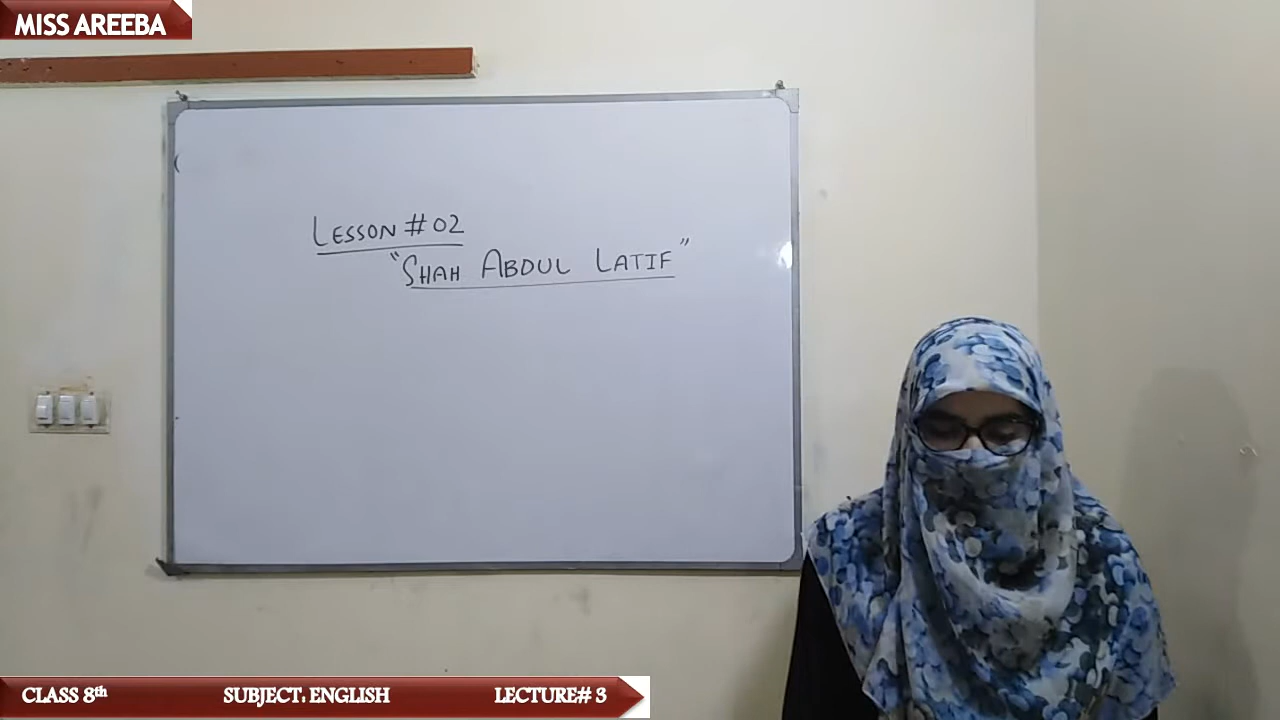 MISS AREEBA
LESSON #02
"SHAH ABDUL LATIF"
CLASS 8th SUBJECT: ENGLISH LECTURE# 3